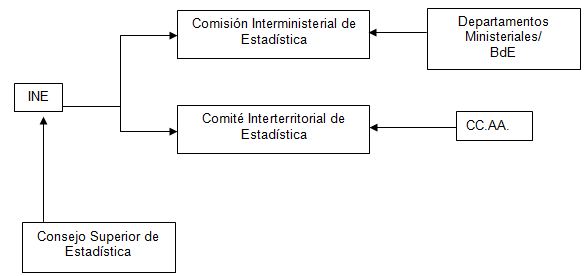 Comisión Interministerial de
Estadística
Departamentos
Ministeriales/
BdE
INE
Comité Interterritorial de
Estadística
CC.AA.
Consejo Superior de
Estadística